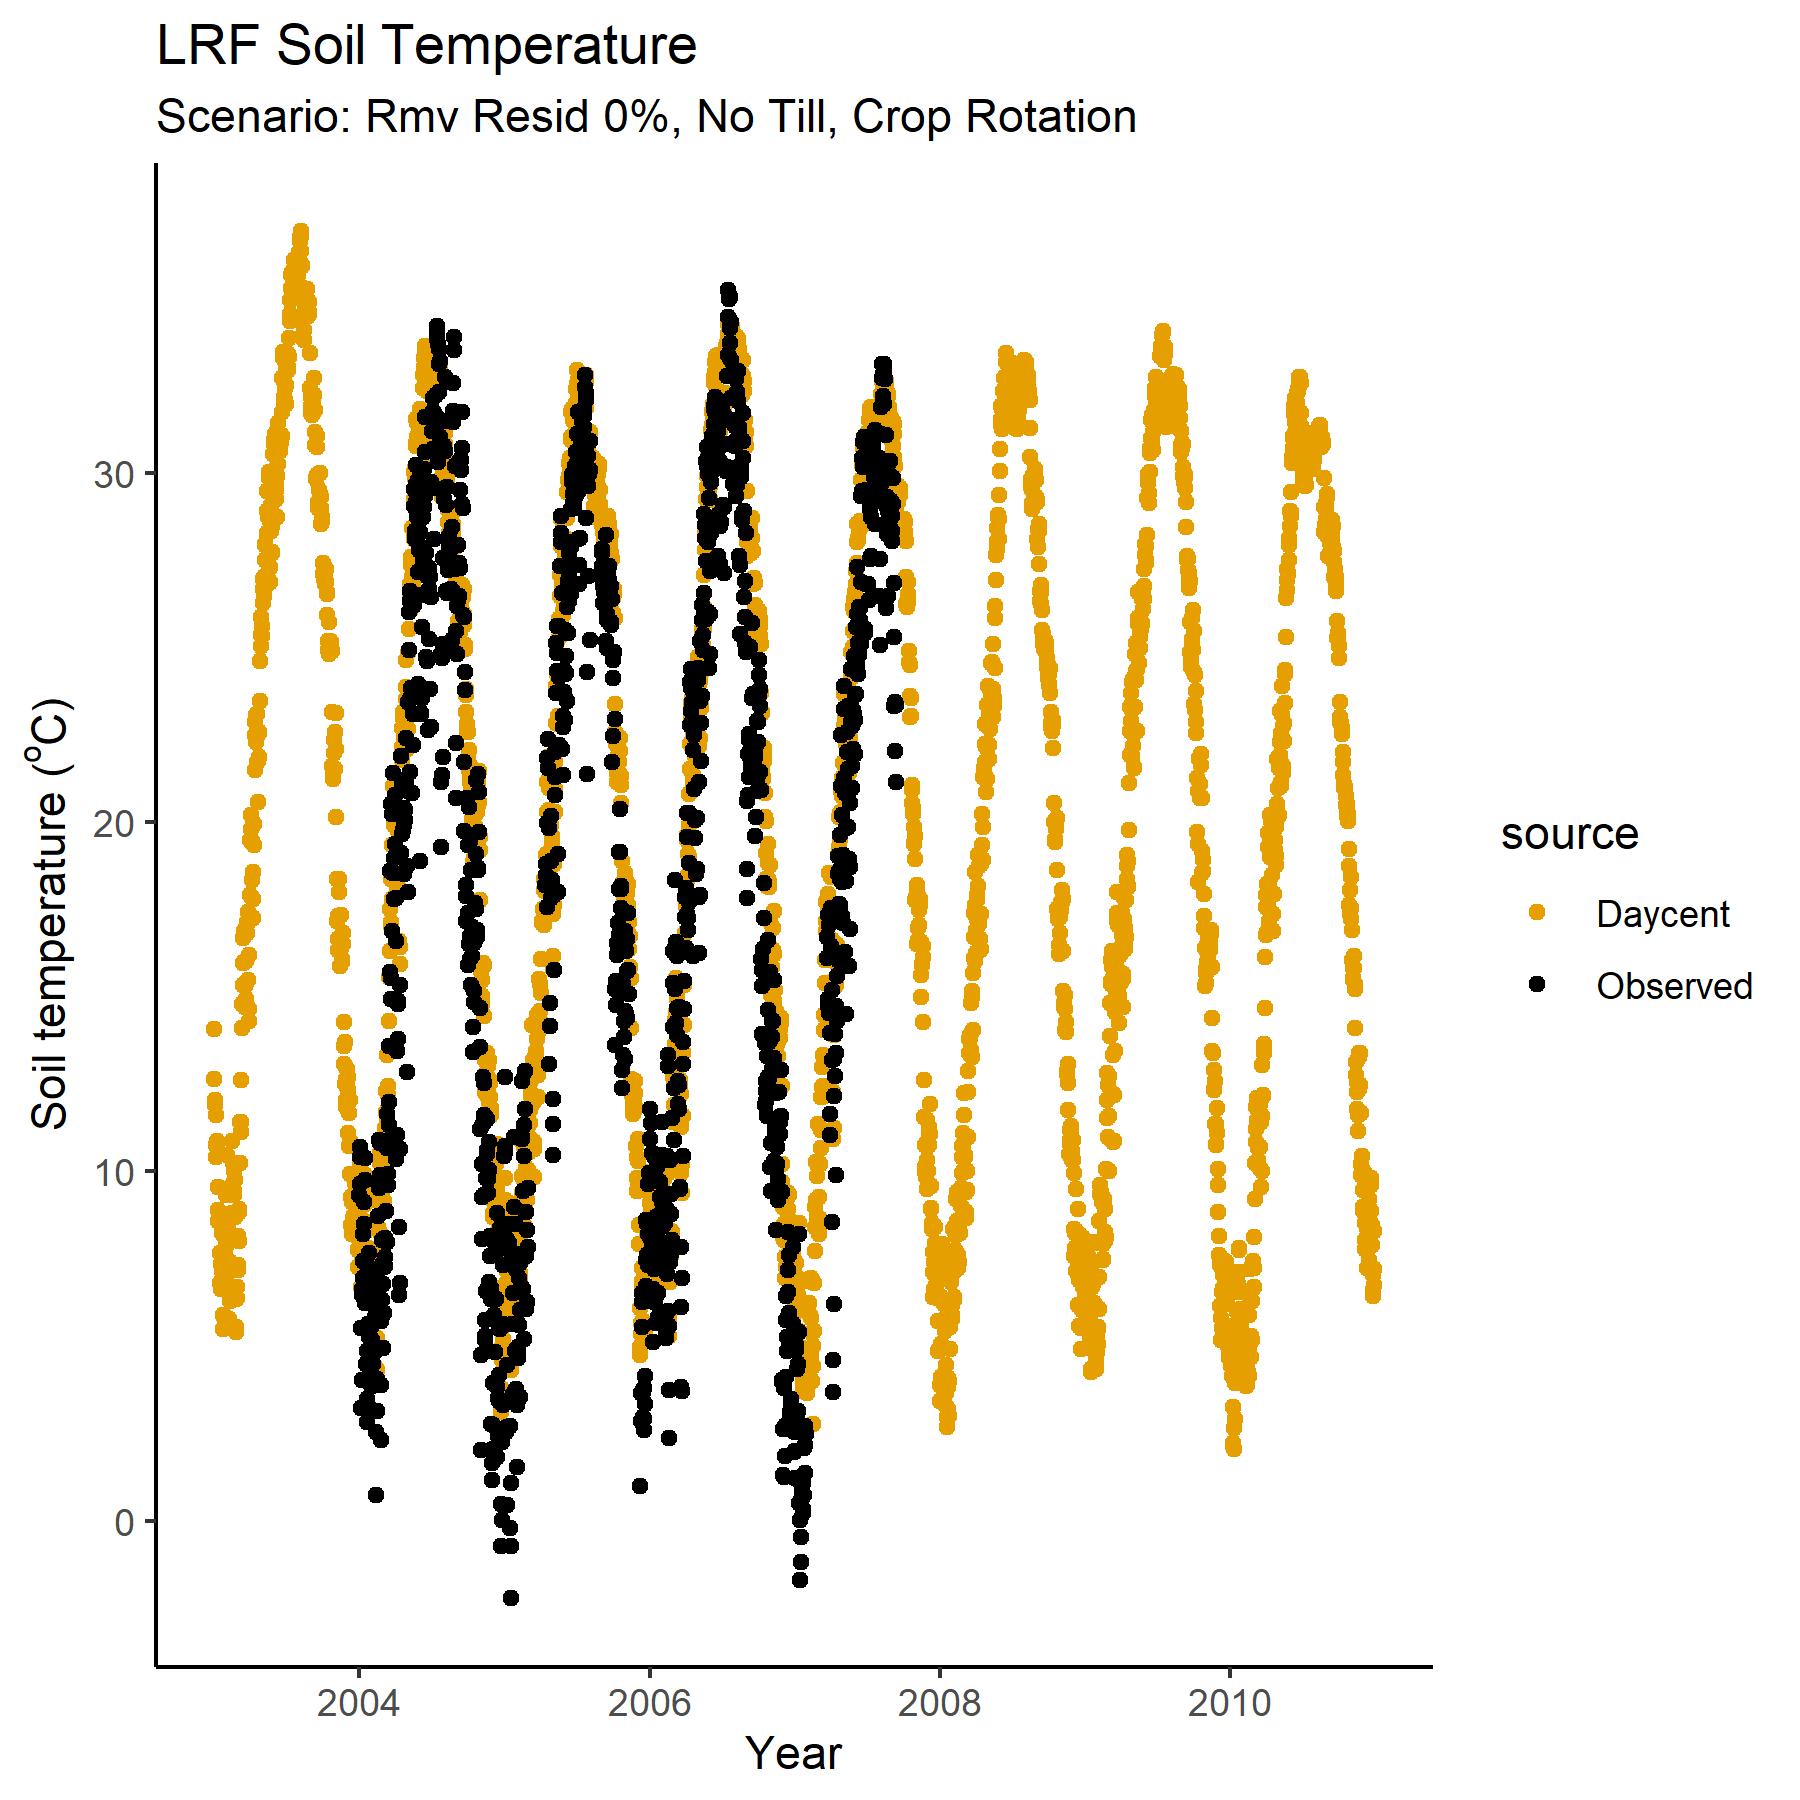 LRF Soil Temperature
Scenario: Rmv Resid 0%, No Till, Crop Rotation
Soil temperature (°C)
30
20
10
0
2004 2006 2008 2010
Year
source
Daycent
Observed